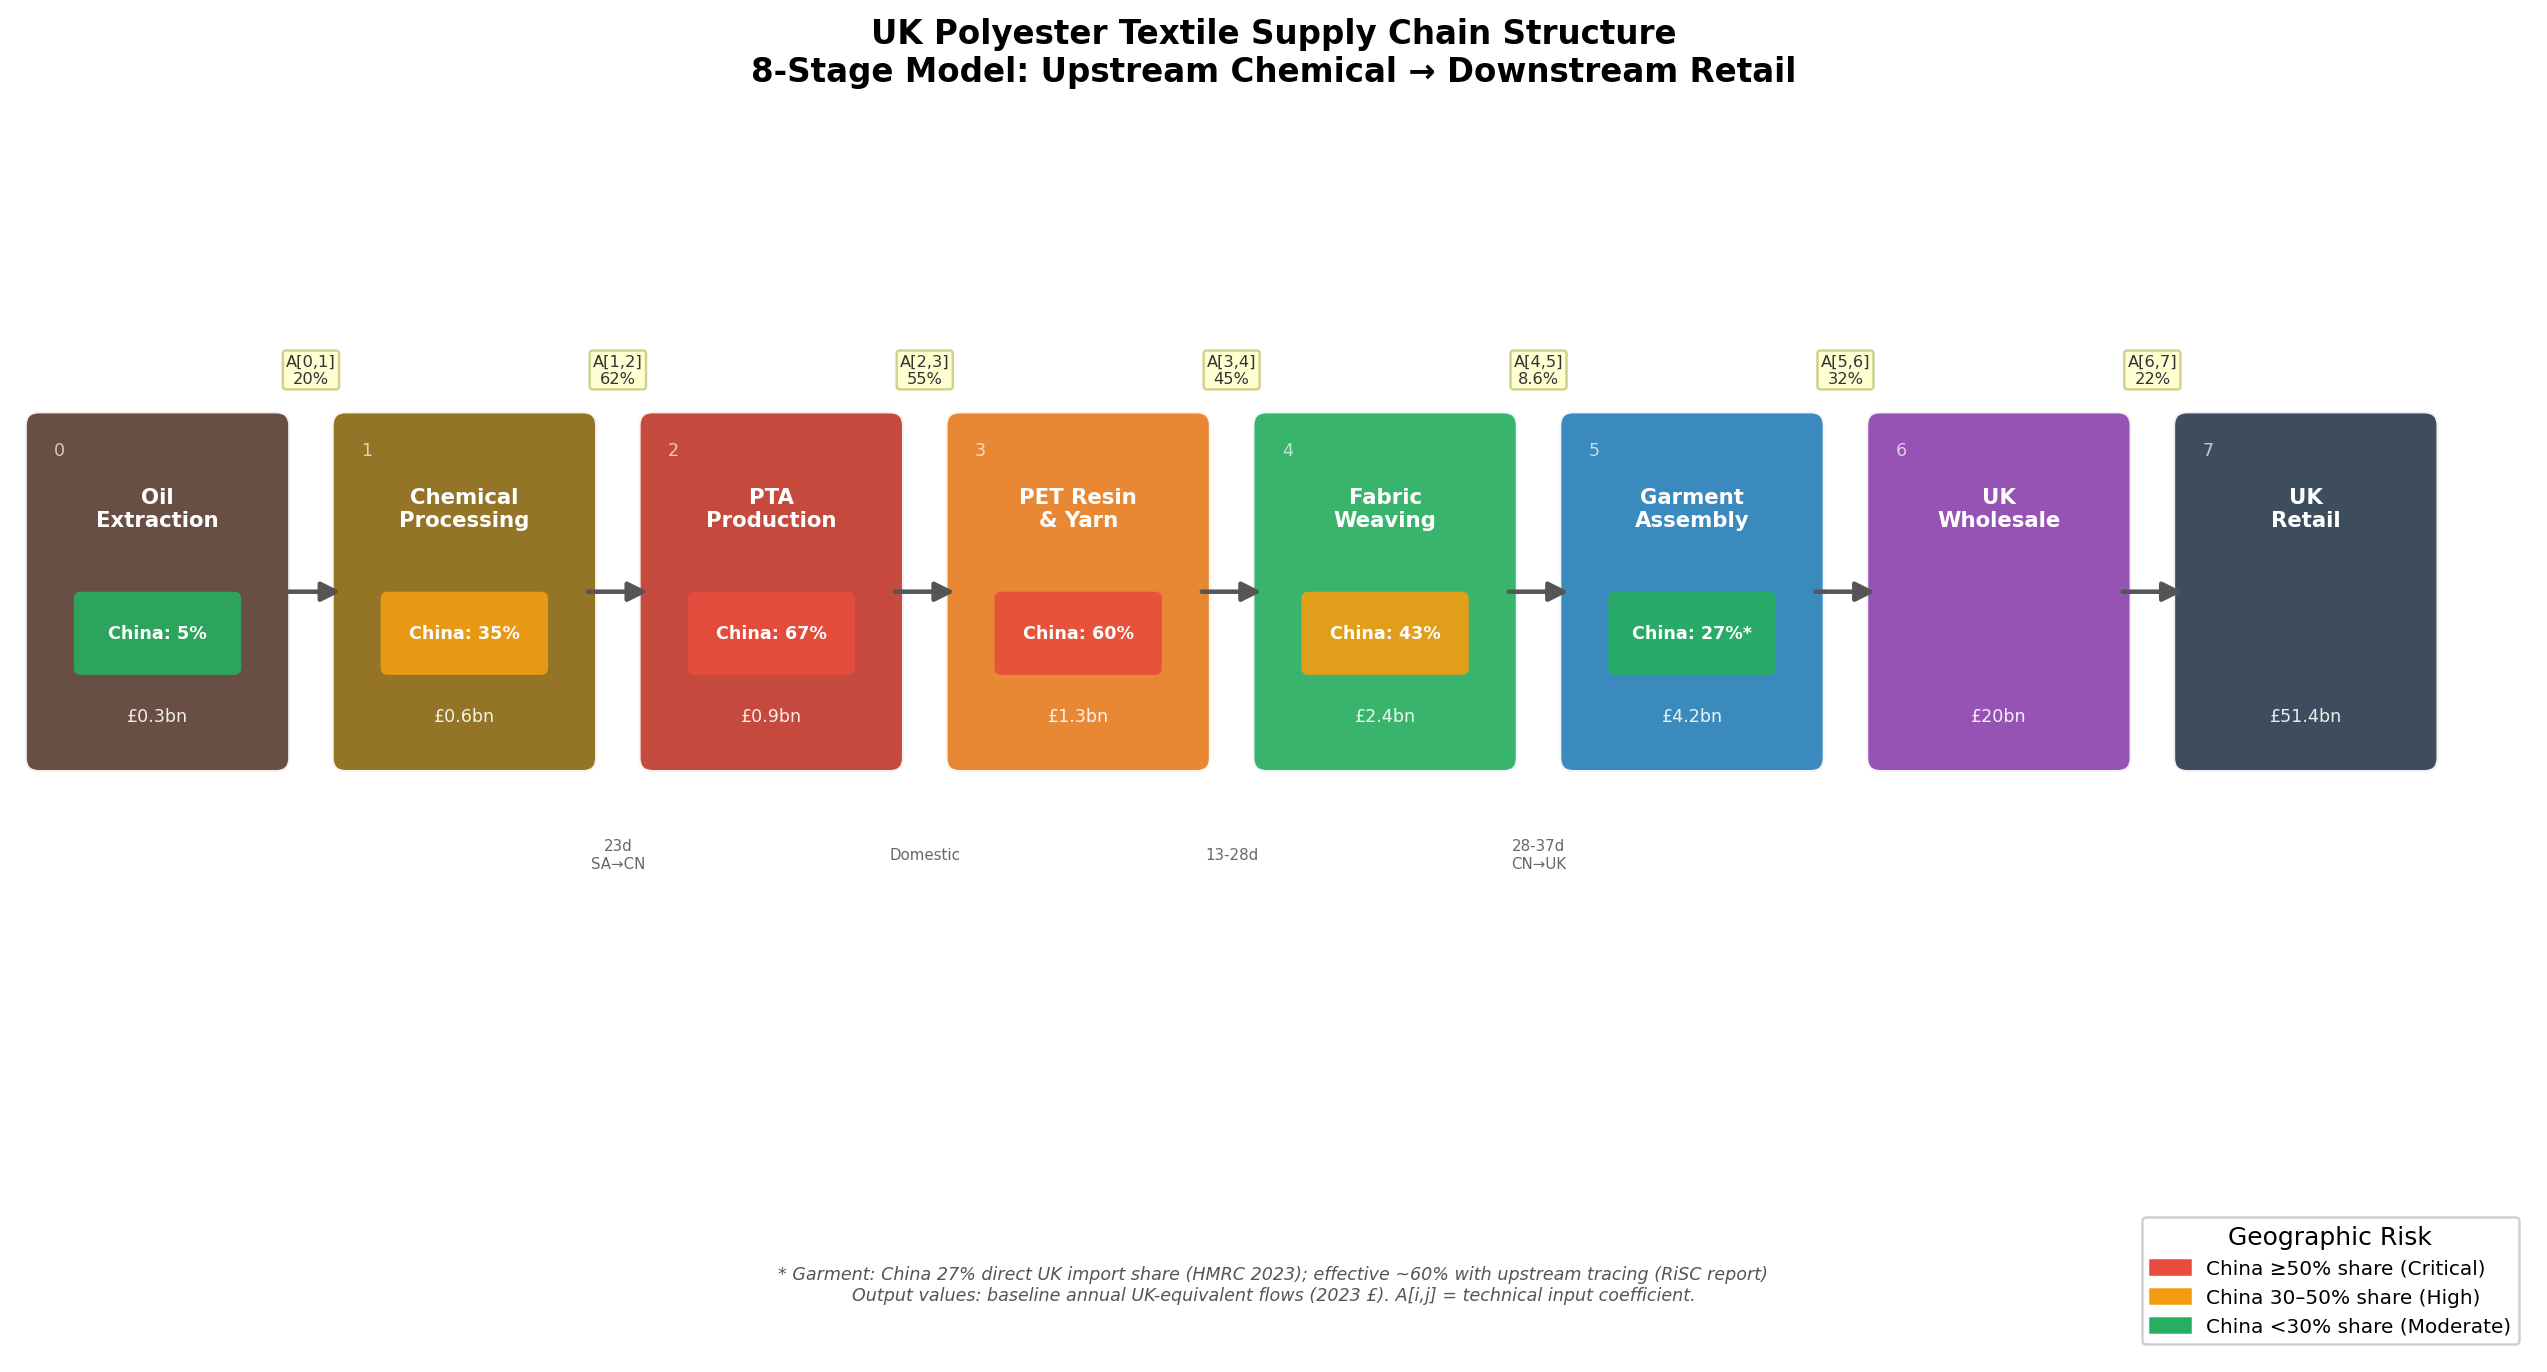 UK Polyester Textile Supply Chain Structure
8-Stage Model: Upstream Chemical → Downstream Retail
A[0,1]
20%
A[1,2]
62%
A[2,3]
55%
A[3,4]
45%
A[4,5]
8.6%
A[5,6]
32%
A[6,7]
22%
0
Oil
Extraction
China: 5%
£0.3bn
1
Chemical
Processing
China: 35%
£0.6bn
2
PTA
Production
China: 67%
£0.9bn
3
PET Resin
& Yarn
China: 60%
£1.3bn
4
Fabric
Weaving
China: 43%
£2.4bn
5
Garment
Assembly
China: 27%*
£4.2bn
6
UK
Wholesale
£20bn
7
UK
Retail
£51.4bn
23d
SA→CN
Domestic
13-28d
28-37d
CN→UK
* Garment: China 27% direct UK import share (HMRC 2023); effective ~60% with upstream tracing (RiSC report)
Output values: baseline annual UK-equivalent flows (2023 £). A[i,j] = technical input coefficient.
Geographic Risk
China ≥50% share (Critical)
China 30–50% share (High)
China <30% share (Moderate)